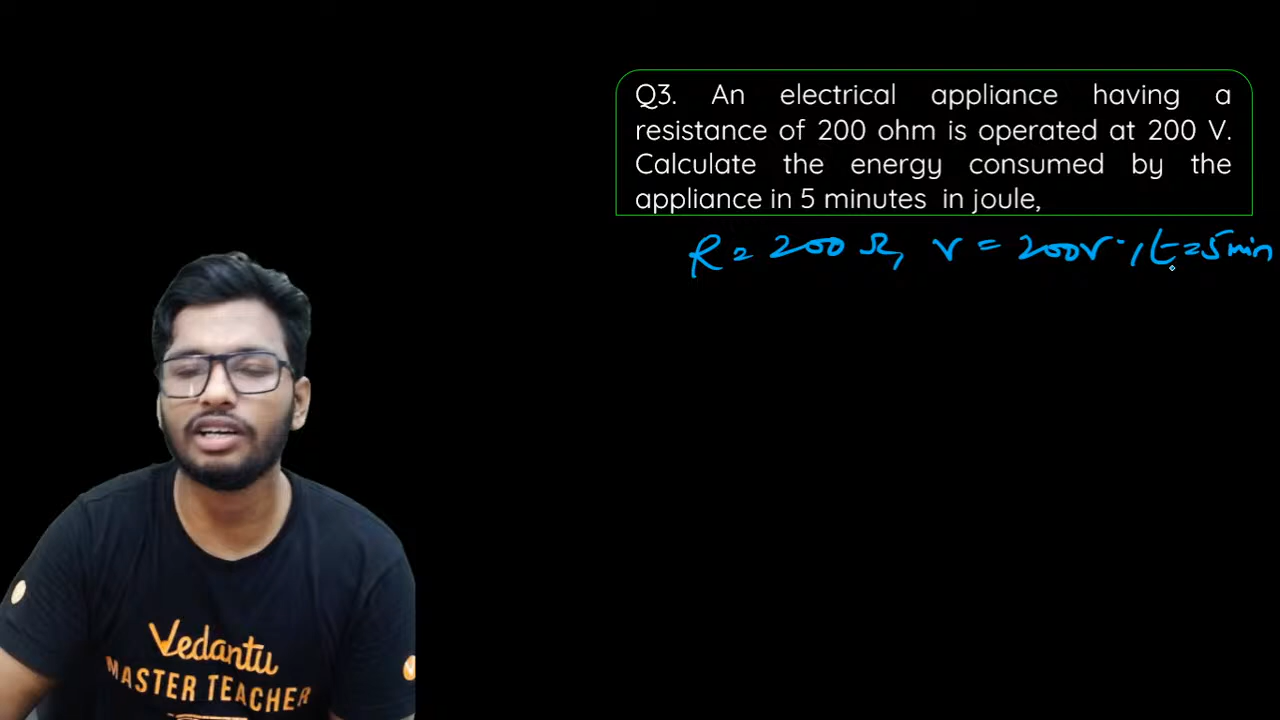 Q3. An electrical appliance having a
resistance of 200 ohm is operated at 200 V.
Calculate the energy consumed by the
appliance in 5 minutes in joule,
R = 200 Ω, V = 200V, t = 5 min
Vedantu
MASTER TEACHER